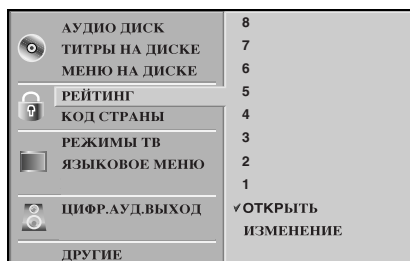 АУДИО ДИСК
ТИТРЫ НА ДИСКЕ
МЕНЮ НА ДИСКЕ
РЕЙТИНГ
КОД СТРАНЫ
РЕЖИМЫ ТВ
ЯЗЫКОВОЕ МЕНЮ
ЦИФР.АУД.ВЫХОД
ДРУГИЕ
8
7
6
5
4
3
2
1
✓ОТКРЫТЬ
ИЗМЕНЕНИЕ